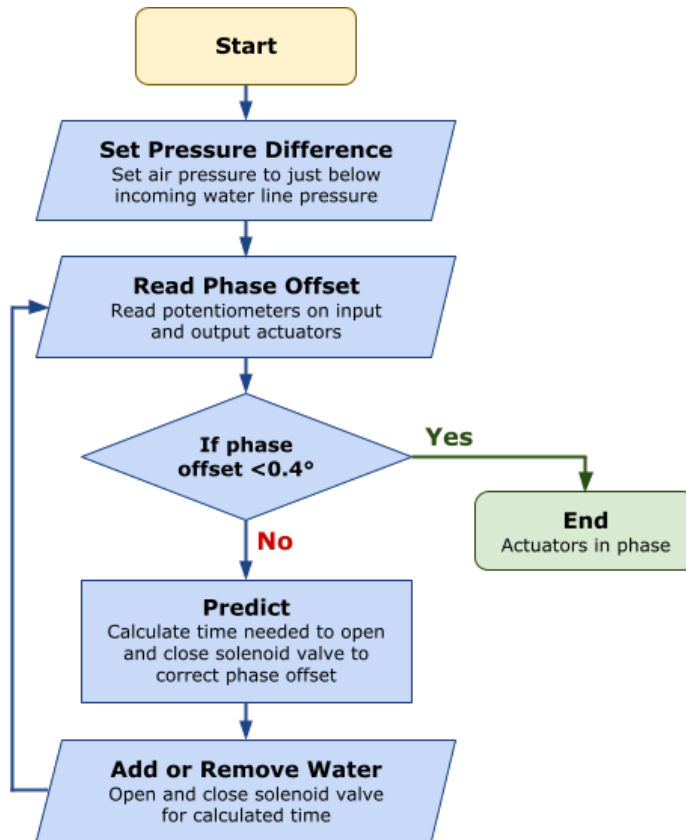 Start
Set Pressure Difference
Set air pressure to just below
incoming water line pressure
Read Phase Offset
Read potentiometers on input
and output actuators
If phase
offset <0.4°
Yes
End
Actuators in phase
No
Predict
Calculate time needed to open
and close solenoid valve to
correct phase offset
Add or Remove Water
Open and close solenoid valve
for calculated time